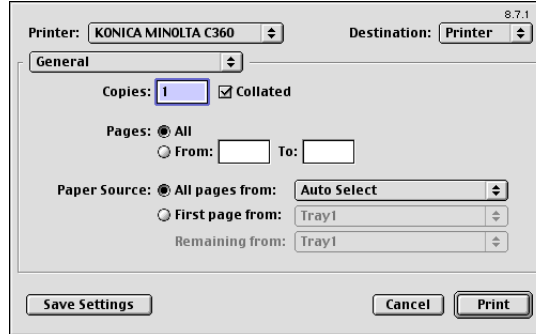 8.7.1
Printer: KONICA MINOLTA C360 Destination: Printer
General
Copies: 1 Collated
Pages: All
From: To:
Paper Source: All pages from: Auto Select
First page from: Tray1
Remaining from: Tray1
Save Settings Cancel Print